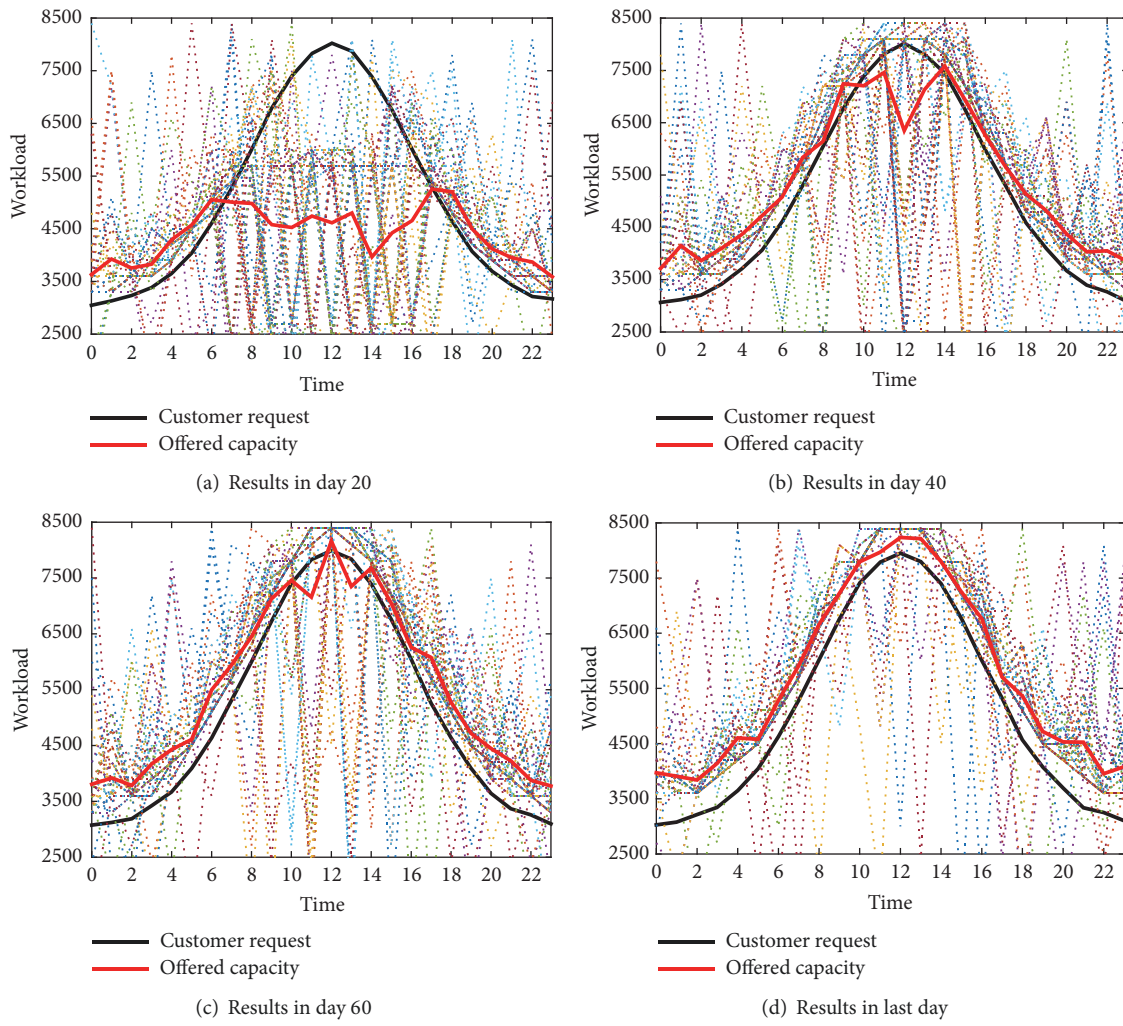 8500
7500
6500
5500
4500
3500
2500
Workload
0 2 4 6 8 10 12 14 16 18 20 22
Time
Customer request
Offered capacity
(a) Results in day 20
8500
7500
6500
5500
4500
3500
2500
Workload
0 2 4 6 8 10 12 14 16 18 20 22
Time
Customer request
Offered capacity
(b) Results in day 40
8500
7500
6500
5500
4500
3500
2500
Workload
0 2 4 6 8 10 12 14 16 18 20 22
Time
Customer request
Offered capacity
(c) Results in day 60
8500
7500
6500
5500
4500
3500
2500
Workload
0 2 4 6 8 10 12 14 16 18 20 22
Time
Customer request
Offered capacity
(d) Results in last day